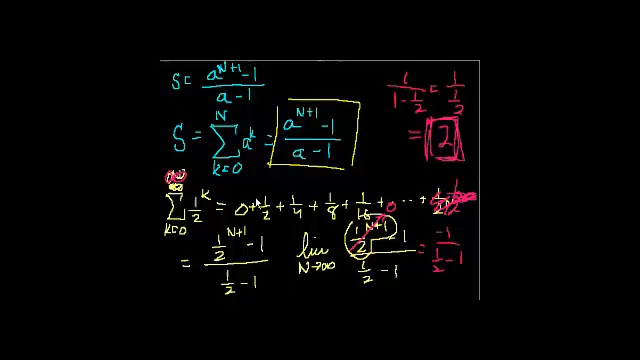 S = (a^(N+1) - 1)/(a - 1)
S = Σ_{k=0}^{N} a^k = (a^(N+1) - 1)/(a - 1)
1/(1 - 1/2) = 1/(1/2)
= 2
Σ_{k=0} 1/2^k = 0 + 1/2 + 1/4 + 1/8 + 1/16 + ... +
= (1/2^(N+1) - 1)/(1/2 - 1) lim_{N→∞} (1/2^(N+1) - 1)/(1/2 - 1) = -1/(1/2 - 1)
0